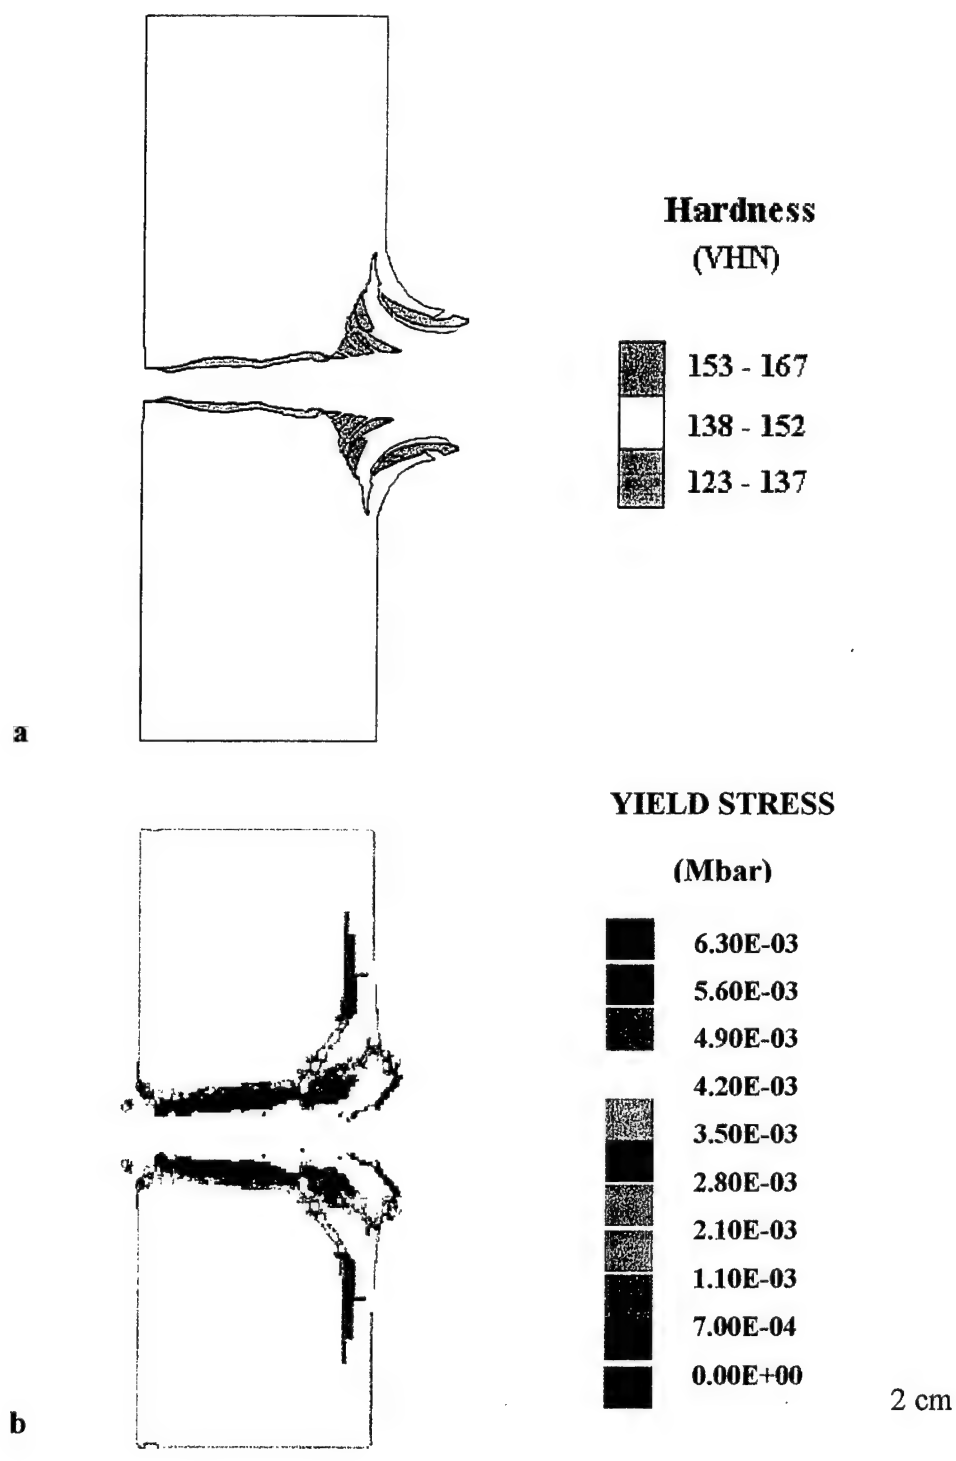 Hardness
(VHN)
153 - 167
138 - 152
123 - 137
a
YIELD STRESS
(Mbar)
6.30E-03
5.60E-03
4.90E-03
4.20E-03
3.50E-03
2.80E-03
2.10E-03
1.10E-03
7.00E-04
0.00E+00
2 cm
b